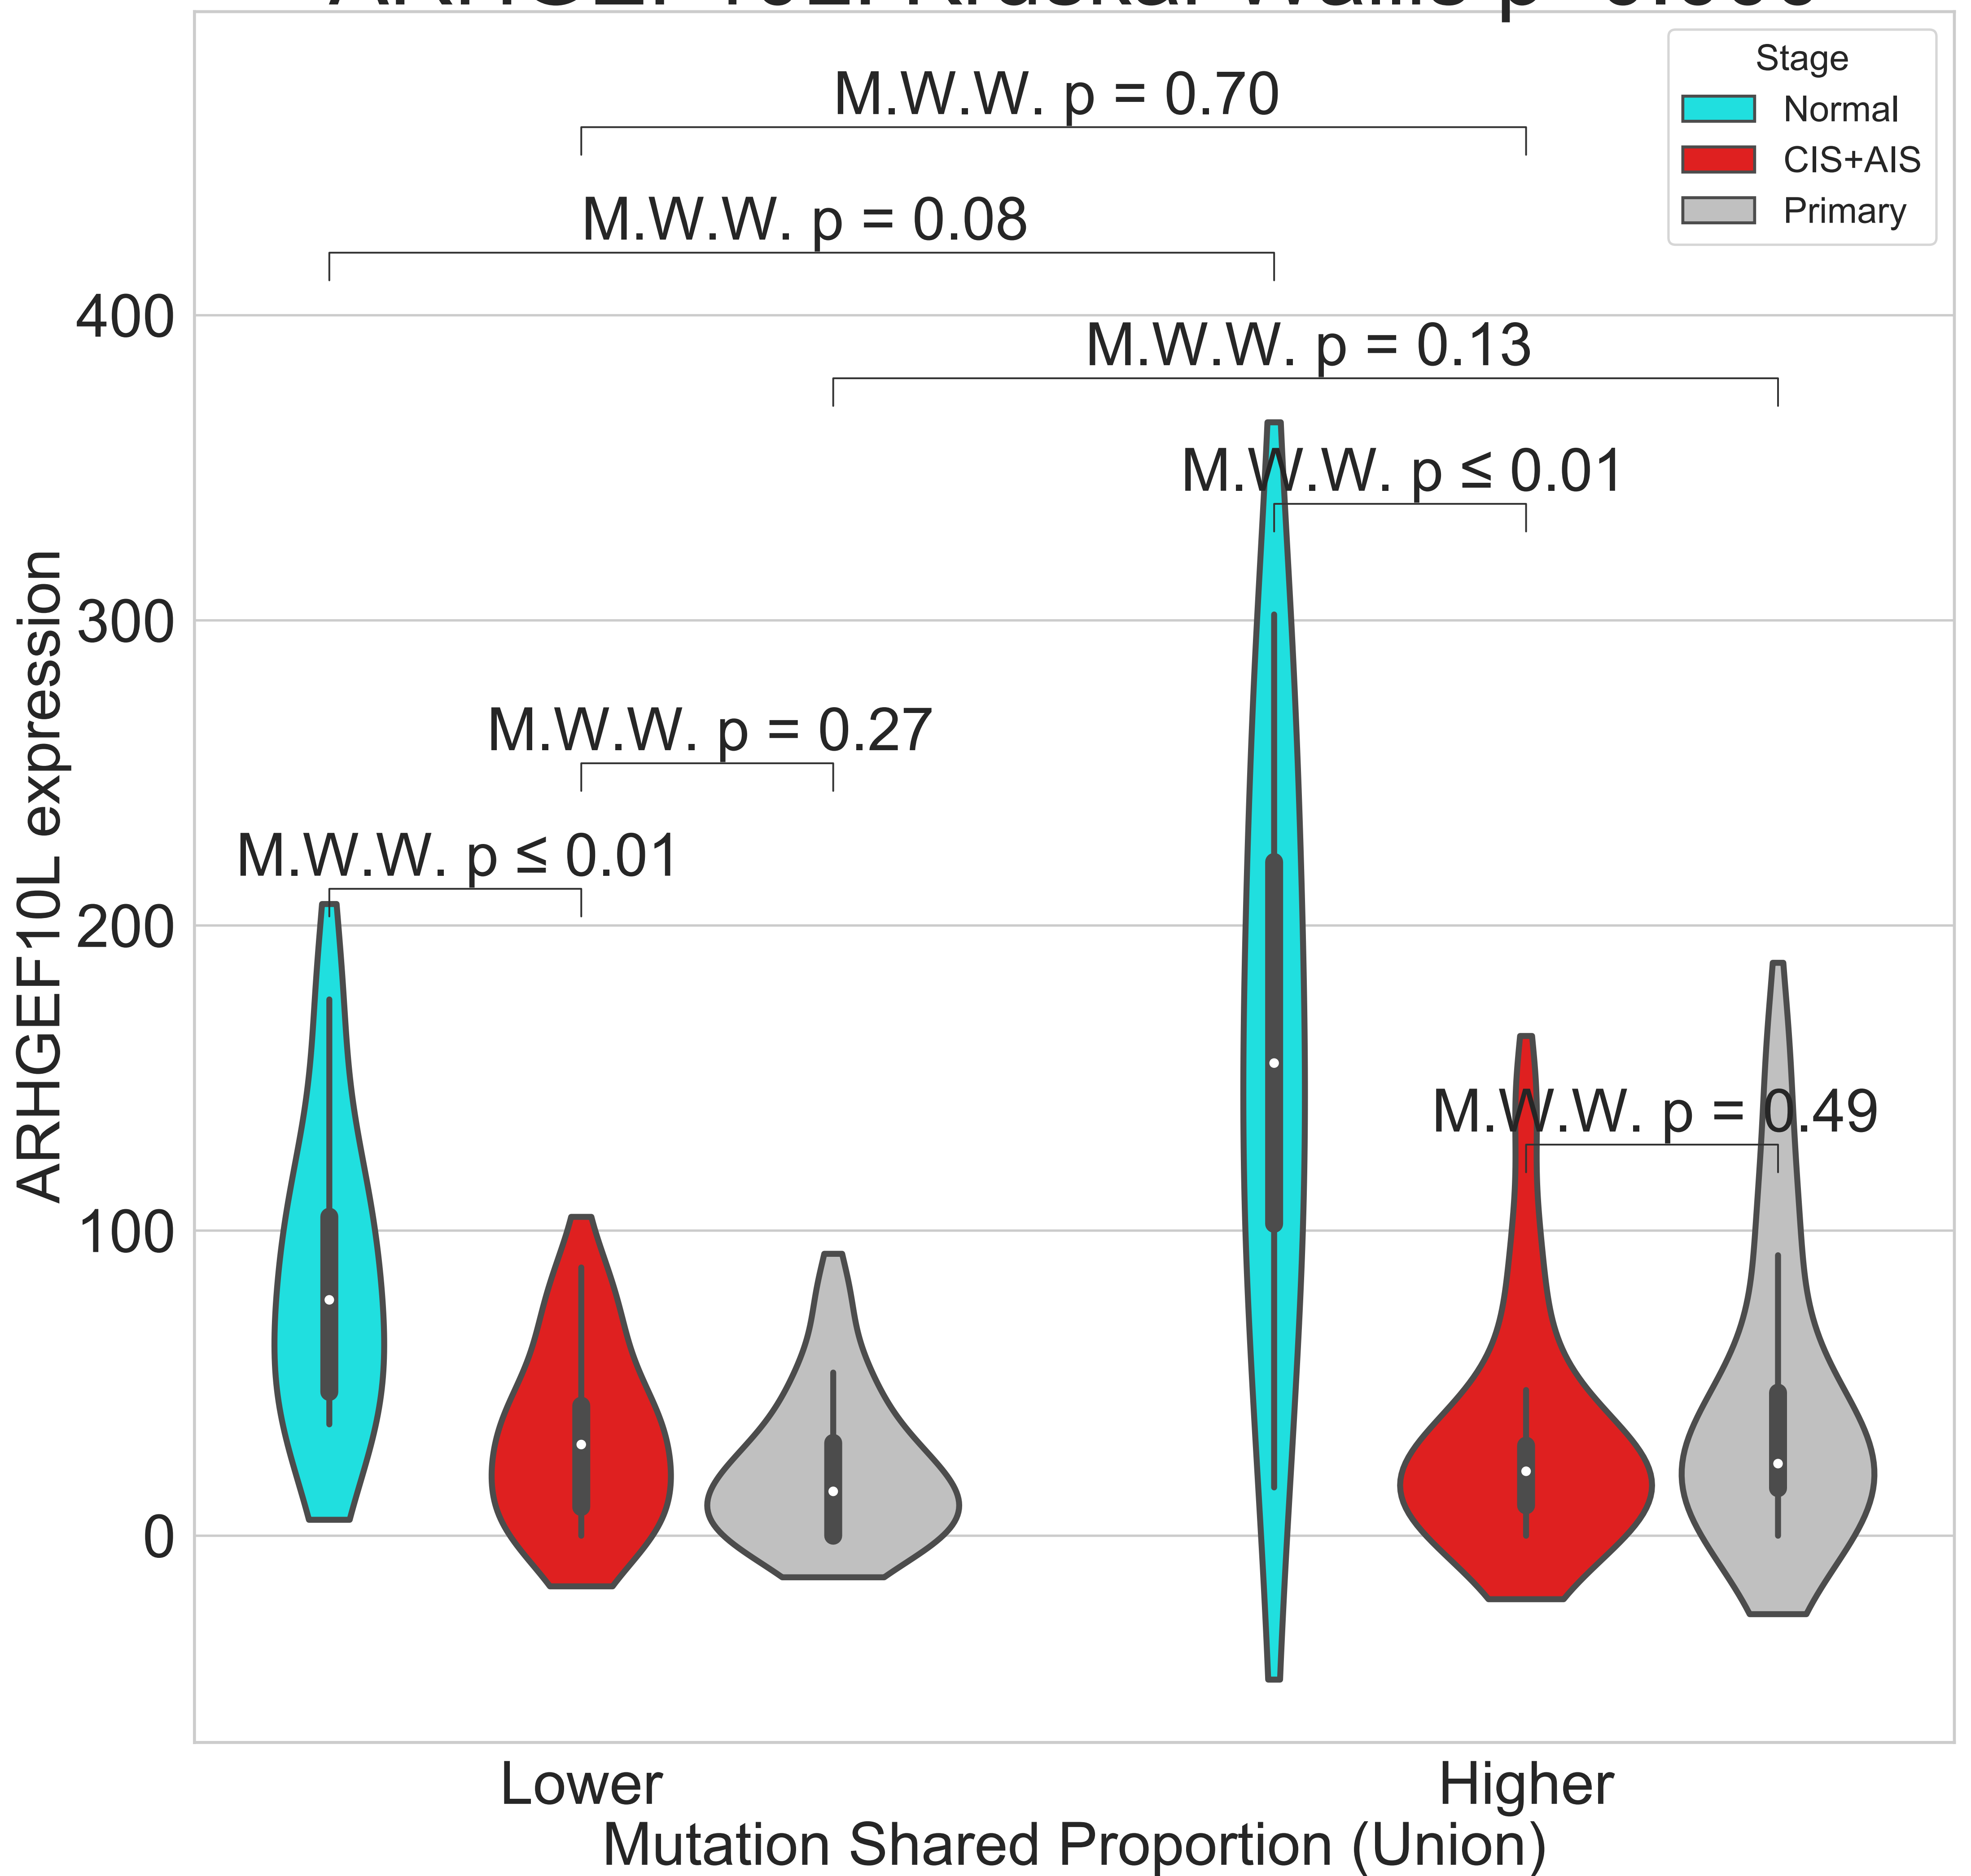 Stage
Normal
CIS+AIS
Primary
M.W.W. p = 0.70
M.W.W. p = 0.08
M.W.W. p = 0.13
M.W.W. p ≤ 0.01
M.W.W. p = 0.27
M.W.W. p ≤ 0.01
M.W.W. p = 0.49
400
300
200
100
0
ARHGEF10L expression
Lower
Higher
Mutation Shared Proportion (Union)